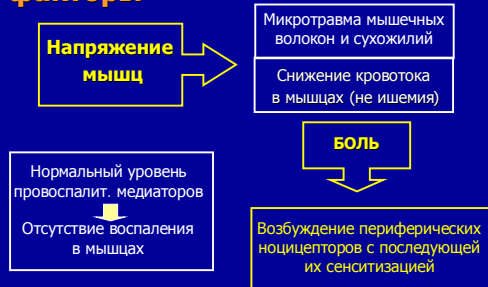 факторы
Микротравма мышечных
волокон и сухожилий
Напряжение
мышц
Снижение кровотока
в мышцах (не ишемия)
БОЛЬ
Нормальный уровень
провоспалит. медиаторов
Отсутствие воспаления
в мышцах
Возбуждение периферических
ноцицепторов с последующей
их сенситизацией